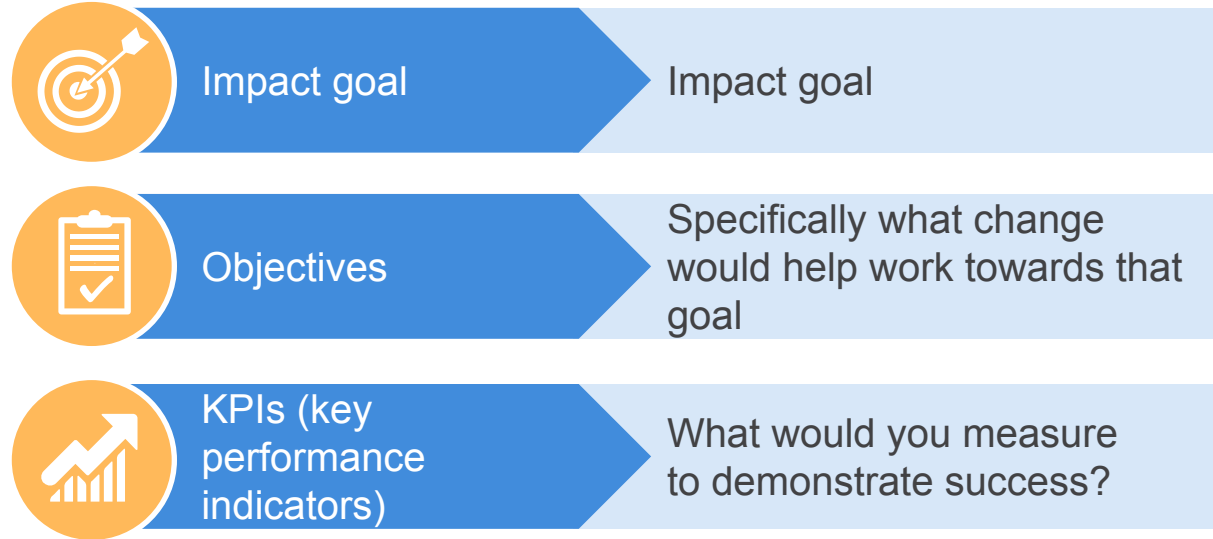 Impact goal
Impact goal
Objectives
Specifically what change
would help work towards that
goal
KPIs (key
performance
indicators)
What would you measure
to demonstrate success?